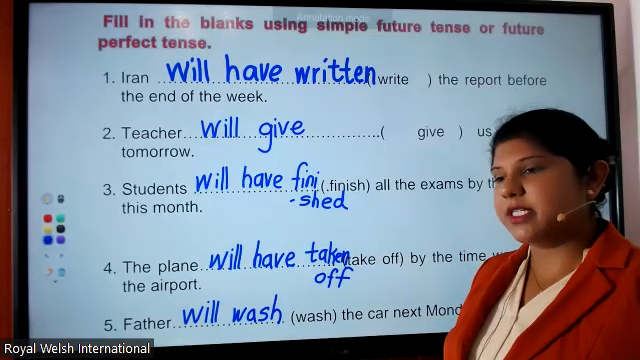 Annotation mode
Fill in the blanks using simple future tense or future
perfect tense.
1. Iran will have written (write ) the report before
the end of the week.
2. Teacher will give ( give ) us
tomorrow.
3. Students will have fini (.finish) all the exams by
-shed
this month.
4. The plane will have taken (take off) by the time
off
the airport.
5. Father will wash (wash) the car next Mond
Royal Welsh International